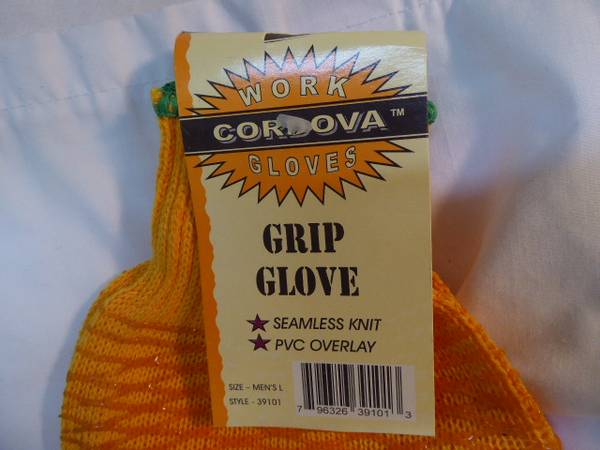 WORK
CORDOVA™
GLOVES
GRIP
GLOVE
SEAMLESS KNIT
PVC OVERLAY
SIZE - MEN'S L
STYLE - 39101
7 96326 39101 3